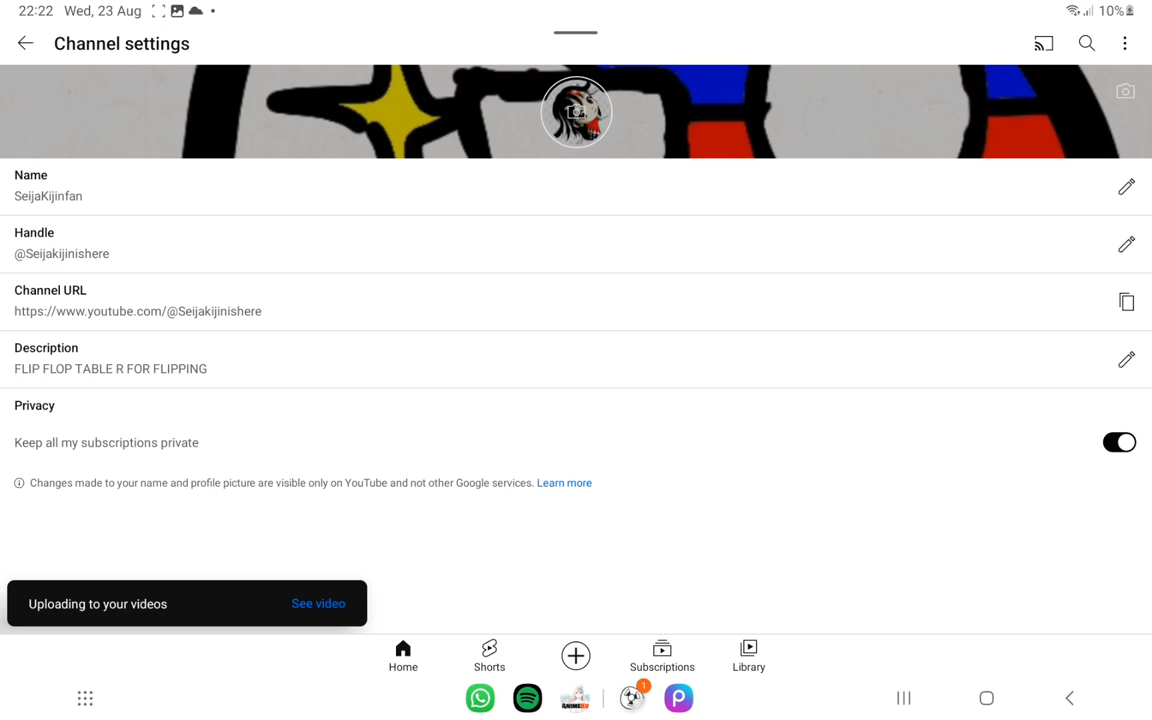 22:22 Wed, 23 Aug
10%
Channel settings
Name
SeijaKijinfan
Handle
@Seijakijinishere
Channel URL
https://www.youtube.com/@Seijakijinishere
Description
FLIP FLOP TABLE R FOR FLIPPING
Privacy
Keep all my subscriptions private
Changes made to your name and profile picture are visible only on YouTube and not other Google services. Learn more
Uploading to your videos See video
Home Shorts Subscriptions Library
1